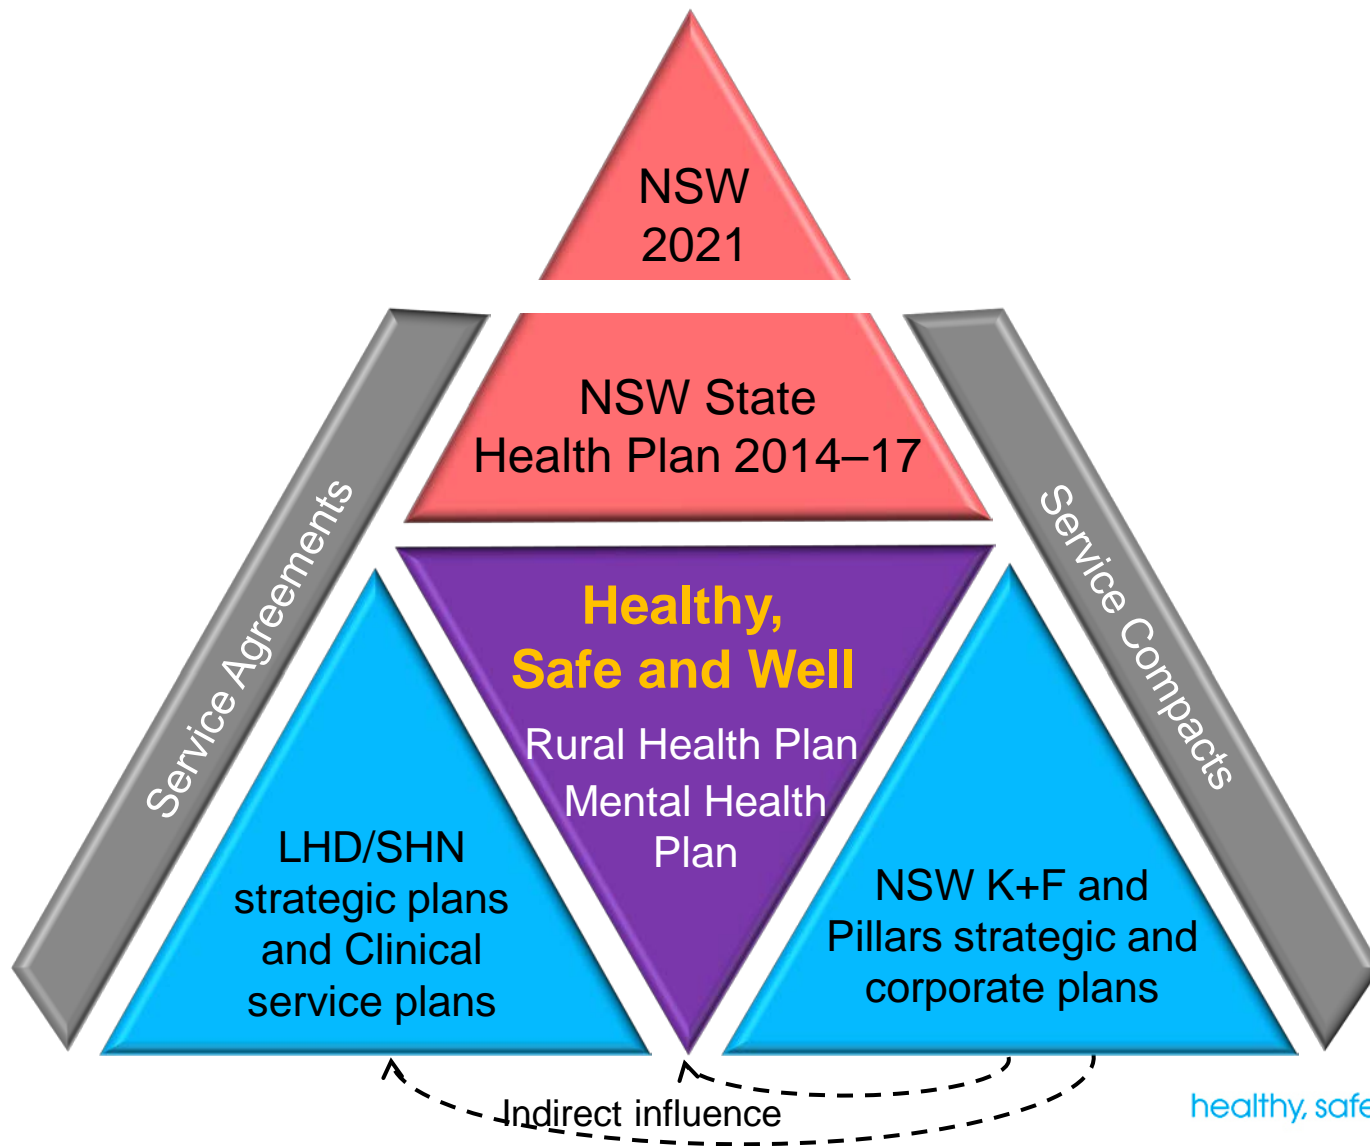 NSW
2021
NSW State
Health Plan 2014–17
Service Agreements
Service Compacts
Healthy,
Safe and Well
Rural Health Plan
Mental Health
Plan
LHD/SHN
strategic plans
and Clinical
service plans
NSW K+F and
Pillars strategic and
corporate plans
Indirect influence
healthy, safe